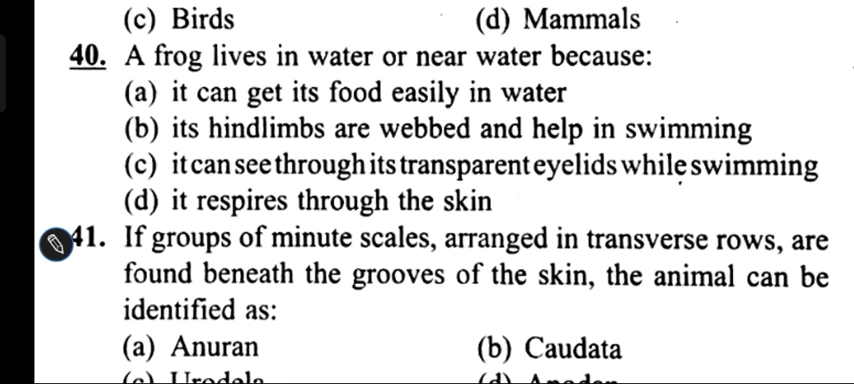 (c) Birds (d) Mammals
40. A frog lives in water or near water because:
(a) it can get its food easily in water
(b) its hindlimbs are webbed and help in swimming
(c) it can see through its transparent eyelids while swimming
(d) it respires through the skin
41. If groups of minute scales, arranged in transverse rows, are
found beneath the grooves of the skin, the animal can be
identified as:
(a) Anuran (b) Caudata
(c) Urodela (d)